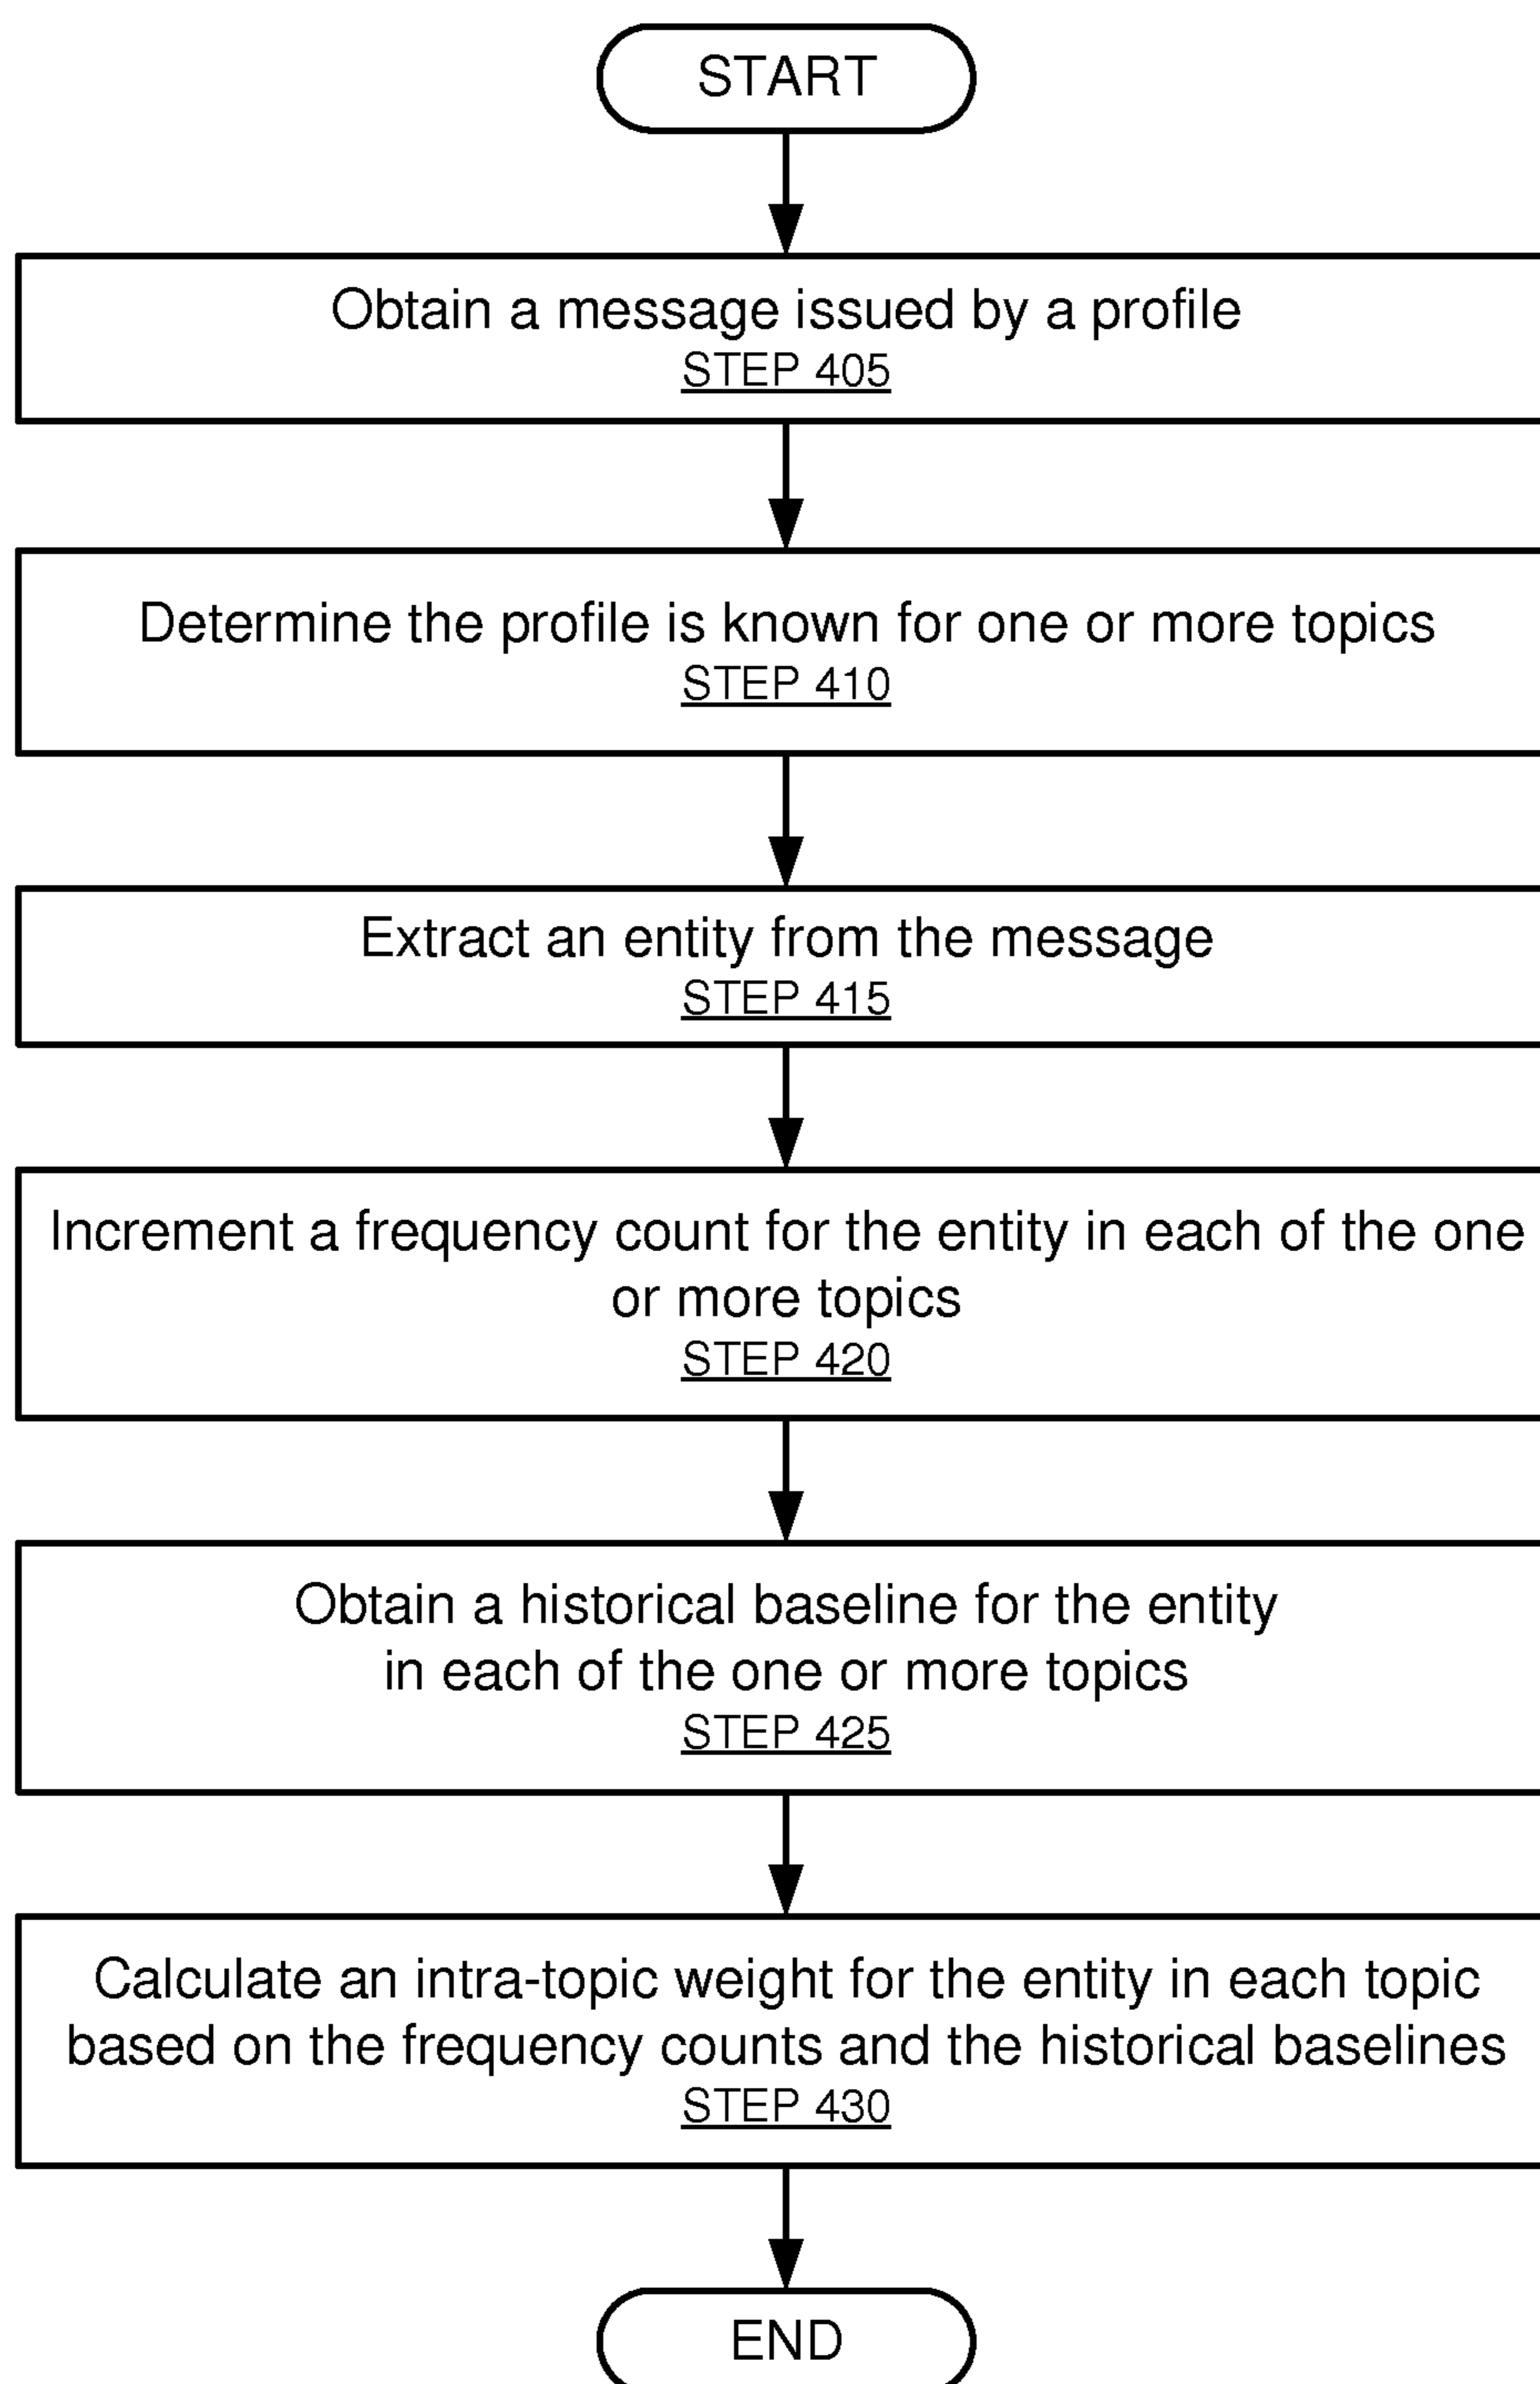 START
Obtain a message issued by a profile
STEP 405
Determine the profile is known for one or more topics
STEP 410
Extract an entity from the message
STEP 415
Increment a frequency count for the entity in each of the one
or more topics
STEP 420
Obtain a historical baseline for the entity
in each of the one or more topics
STEP 425
Calculate an intra-topic weight for the entity in each topic
based on the frequency counts and the historical baselines
STEP 430
END